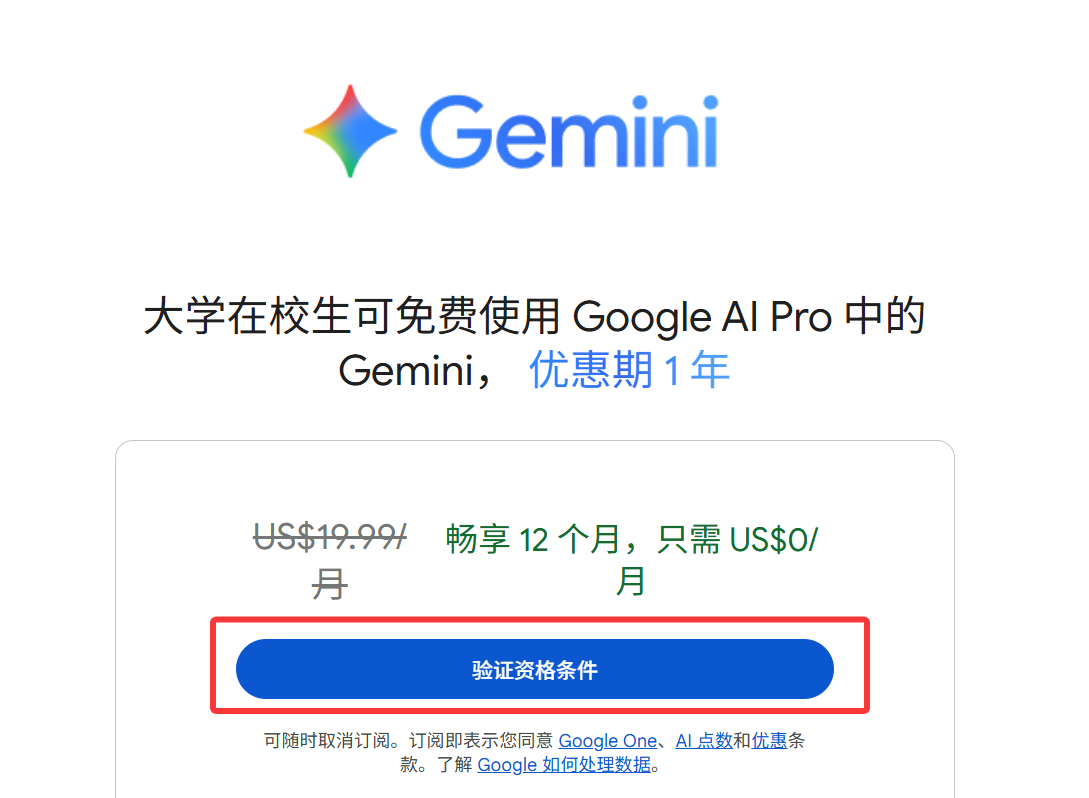 Gemini
大学在校生可免费使用 Google AI Pro 中的
Gemini， 优惠期 1 年
US$19.99/
月
畅享 12 个月，只需 US$0/
月
验证资格条件
可随时取消订阅。订阅即表示您同意 Google One、AI 点数和优惠条
款。了解 Google 如何处理数据。